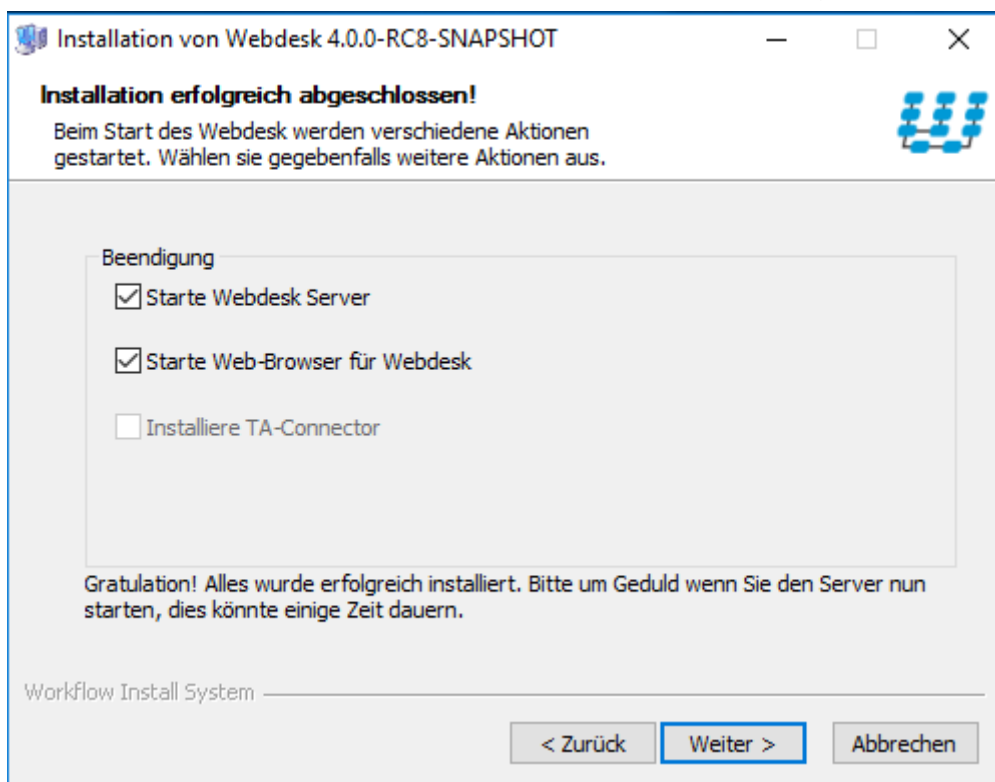 Installation von Webdesk 4.0.0-RC8-SNAPSHOT
Installation erfolgreich abgeschlossen!
Beim Start des Webdesk werden verschiedene Aktionen
gestartet. Wählen sie gegebenfalls weitere Aktionen aus.
Beendigung
Starte Webdesk Server
Starte Web-Browser für Webdesk
Installiere TA-Connector
Gratulation! Alles wurde erfolgreich installiert. Bitte um Geduld wenn Sie den Server nun
starten, dies könnte einige Zeit dauern.
Workflow Install System
< Zurück
Weiter >
Abbrechen